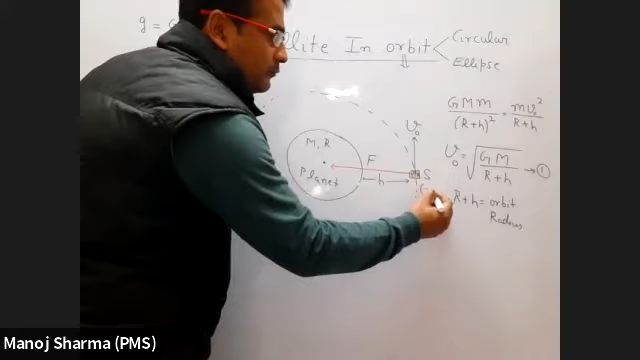 g = G
llite In orbit
Circular
Ellipse
GMm / (R+h)² = mv₀² / R+h
v₀ = √(GM / R+h) → ①
R+h = orbit
Radius
M, R
Planet
F
h
v₀
S
Manoj Sharma (PMS)